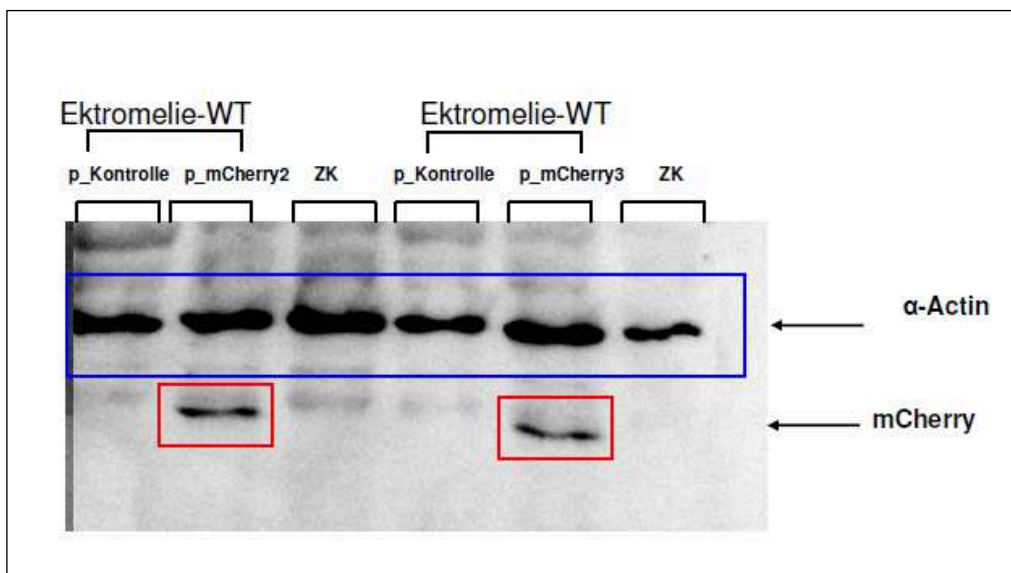 Ektromelie-WT Ektromelie-WT
p_Kontrolle p_mCherry2 ZK p_Kontrolle p_mCherry3 ZK
α-Actin
mCherry